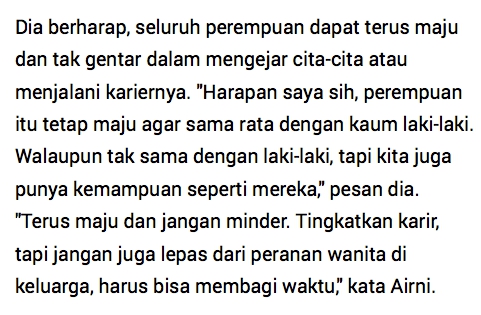 Dia berharap, seluruh perempuan dapat terus maju
dan tak gentar dalam mengejar cita-cita atau
menjalani kariernya. "Harapan saya sih, perempuan
itu tetap maju agar sama rata dengan kaum laki-laki.
Walaupun tak sama dengan laki-laki, tapi kita juga
punya kemampuan seperti mereka," pesan dia.
"Terus maju dan jangan minder. Tingkatkan karir,
tapi jangan juga lepas dari peranan wanita di
keluarga, harus bisa membagi waktu," kata Airni.